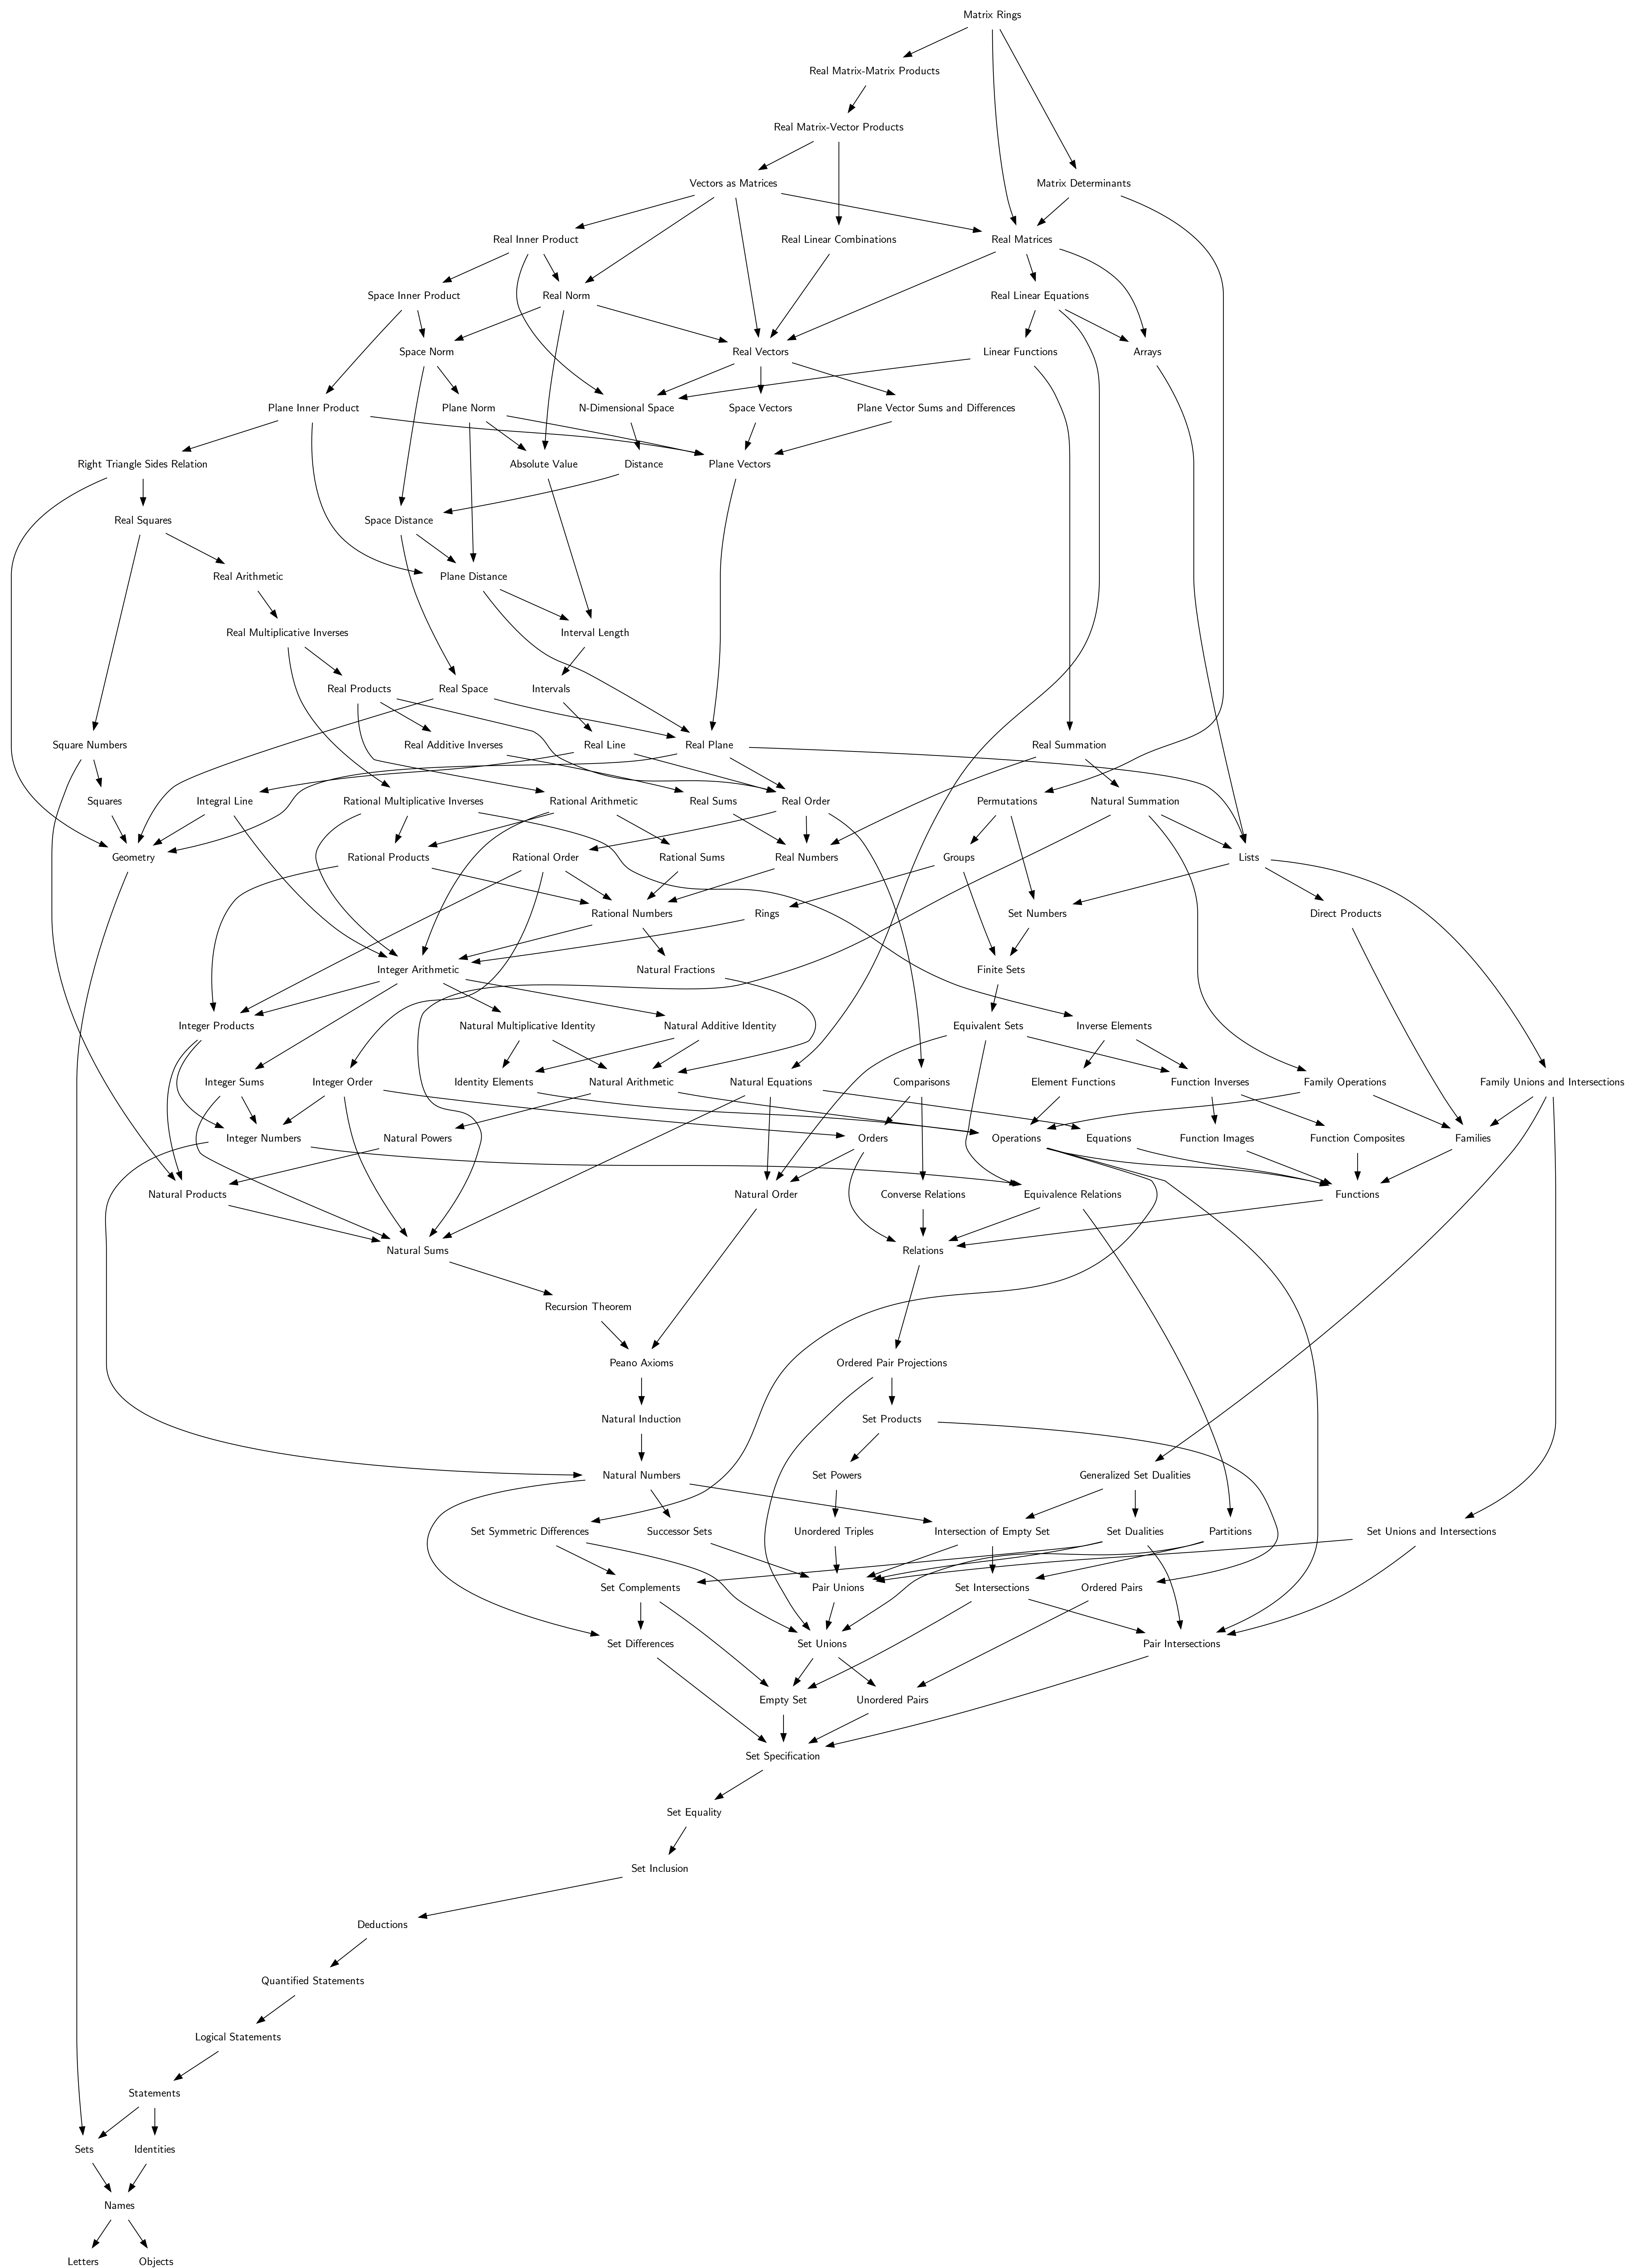 Matrix Rings
Real Matrix-Matrix Products
Real Matrix-Vector Products
Vectors as Matrices
Matrix Determinants
Real Inner Product
Real Linear Combinations
Real Matrices
Space Inner Product
Real Norm
Real Linear Equations
Space Norm
Real Vectors
Linear Functions
Arrays
Plane Inner Product
Plane Norm
N-Dimensional Space
Space Vectors
Plane Vector Sums and Differences
Right Triangle Sides Relation
Absolute Value
Distance
Plane Vectors
Real Squares
Space Distance
Real Arithmetic
Plane Distance
Real Multiplicative Inverses
Interval Length
Real Products
Real Space
Intervals
Square Numbers
Real Additive Inverses
Real Line
Real Plane
Real Summation
Squares
Integral Line
Rational Multiplicative Inverses
Rational Arithmetic
Real Sums
Real Order
Permutations
Natural Summation
Geometry
Rational Products
Rational Order
Rational Sums
Real Numbers
Groups
Lists
Rational Numbers
Rings
Set Numbers
Direct Products
Integer Arithmetic
Natural Fractions
Finite Sets
Integer Products
Natural Multiplicative Identity
Natural Additive Identity
Equivalent Sets
Inverse Elements
Integer Sums
Integer Order
Identity Elements
Natural Arithmetic
Natural Equations
Comparisons
Element Functions
Function Inverses
Family Operations
Family Unions and Intersections
Integer Numbers
Natural Powers
Orders
Operations
Equations
Function Images
Function Composites
Families
Natural Products
Natural Order
Converse Relations
Equivalence Relations
Functions
Natural Sums
Relations
Recursion Theorem
Peano Axioms
Ordered Pair Projections
Natural Induction
Set Products
Natural Numbers
Set Powers
Generalized Set Dualities
Set Symmetric Differences
Successor Sets
Unordered Triples
Intersection of Empty Set
Set Dualities
Partitions
Set Unions and Intersections
Set Complements
Pair Unions
Set Intersections
Ordered Pairs
Set Differences
Set Unions
Pair Intersections
Empty Set
Unordered Pairs
Set Specification
Set Equality
Set Inclusion
Deductions
Quantified Statements
Logical Statements
Statements
Sets
Identities
Names
Letters
Objects